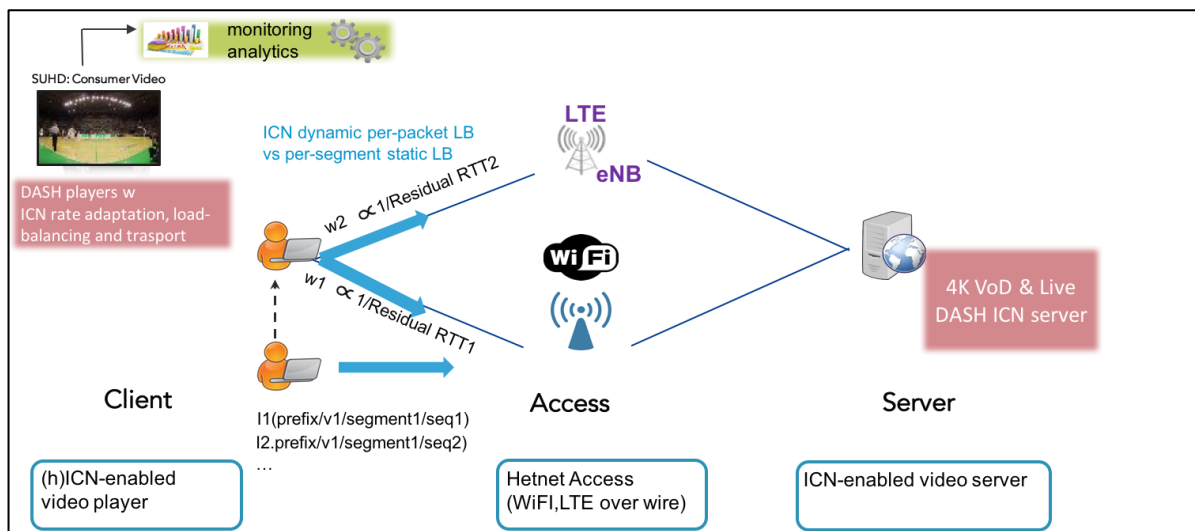 monitoring
analytics
SUHD: Consumer Video
DASH players w
ICN rate adaptation, load-
balancing and trasport
ICN dynamic per-packet LB
vs per-segment static LB
w2 ∝1/Residual RTT2
w1 ∝1/Residual RTT1
LTE
eNB
Wi Fi
4K VoD & Live
DASH ICN server
I1(prefix/v1/segment1/seq1)
I2.prefix/v1/segment1/seq2)
...
Client
Access
Server
(h)ICN-enabled
video player
Hetnet Access
(WiFI,LTE over wire)
ICN-enabled video server